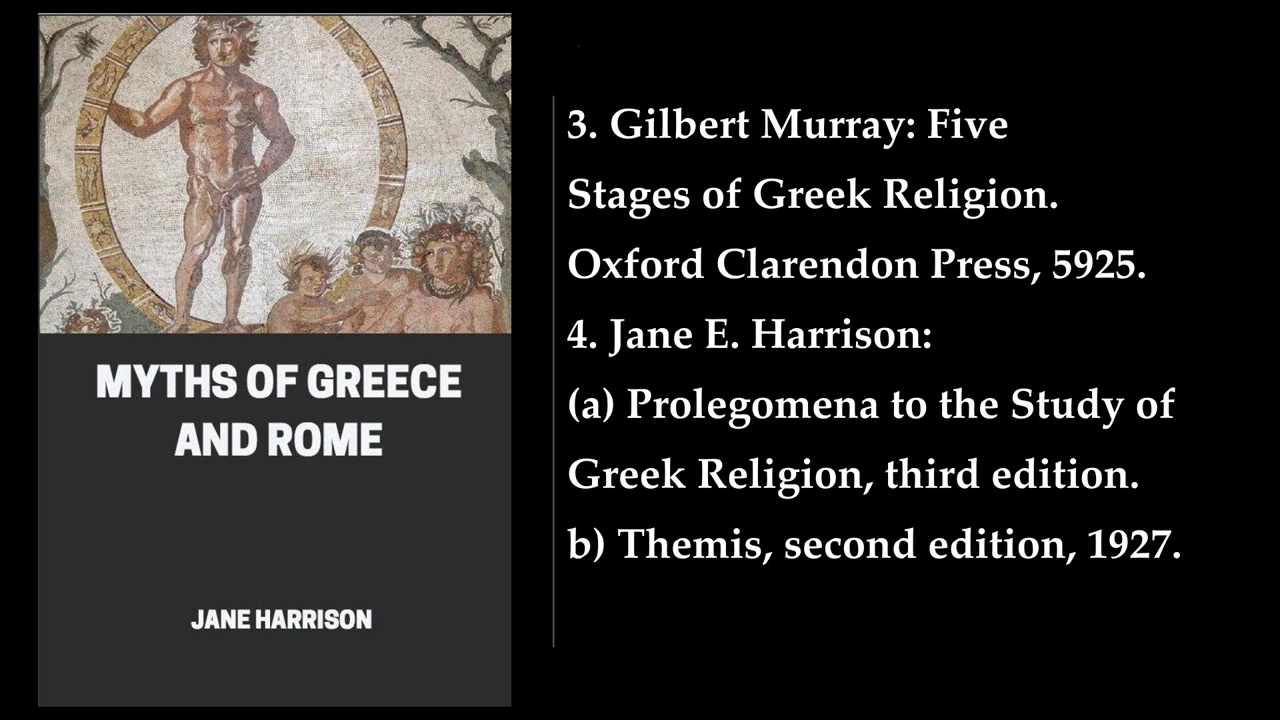 MYTHS OF GREECE
AND ROME
JANE HARRISON
3. Gilbert Murray: Five
Stages of Greek Religion.
Oxford Clarendon Press, 5925.
4. Jane E. Harrison:
(a) Prolegomena to the Study of
Greek Religion, third edition.
b) Themis, second edition, 1927.